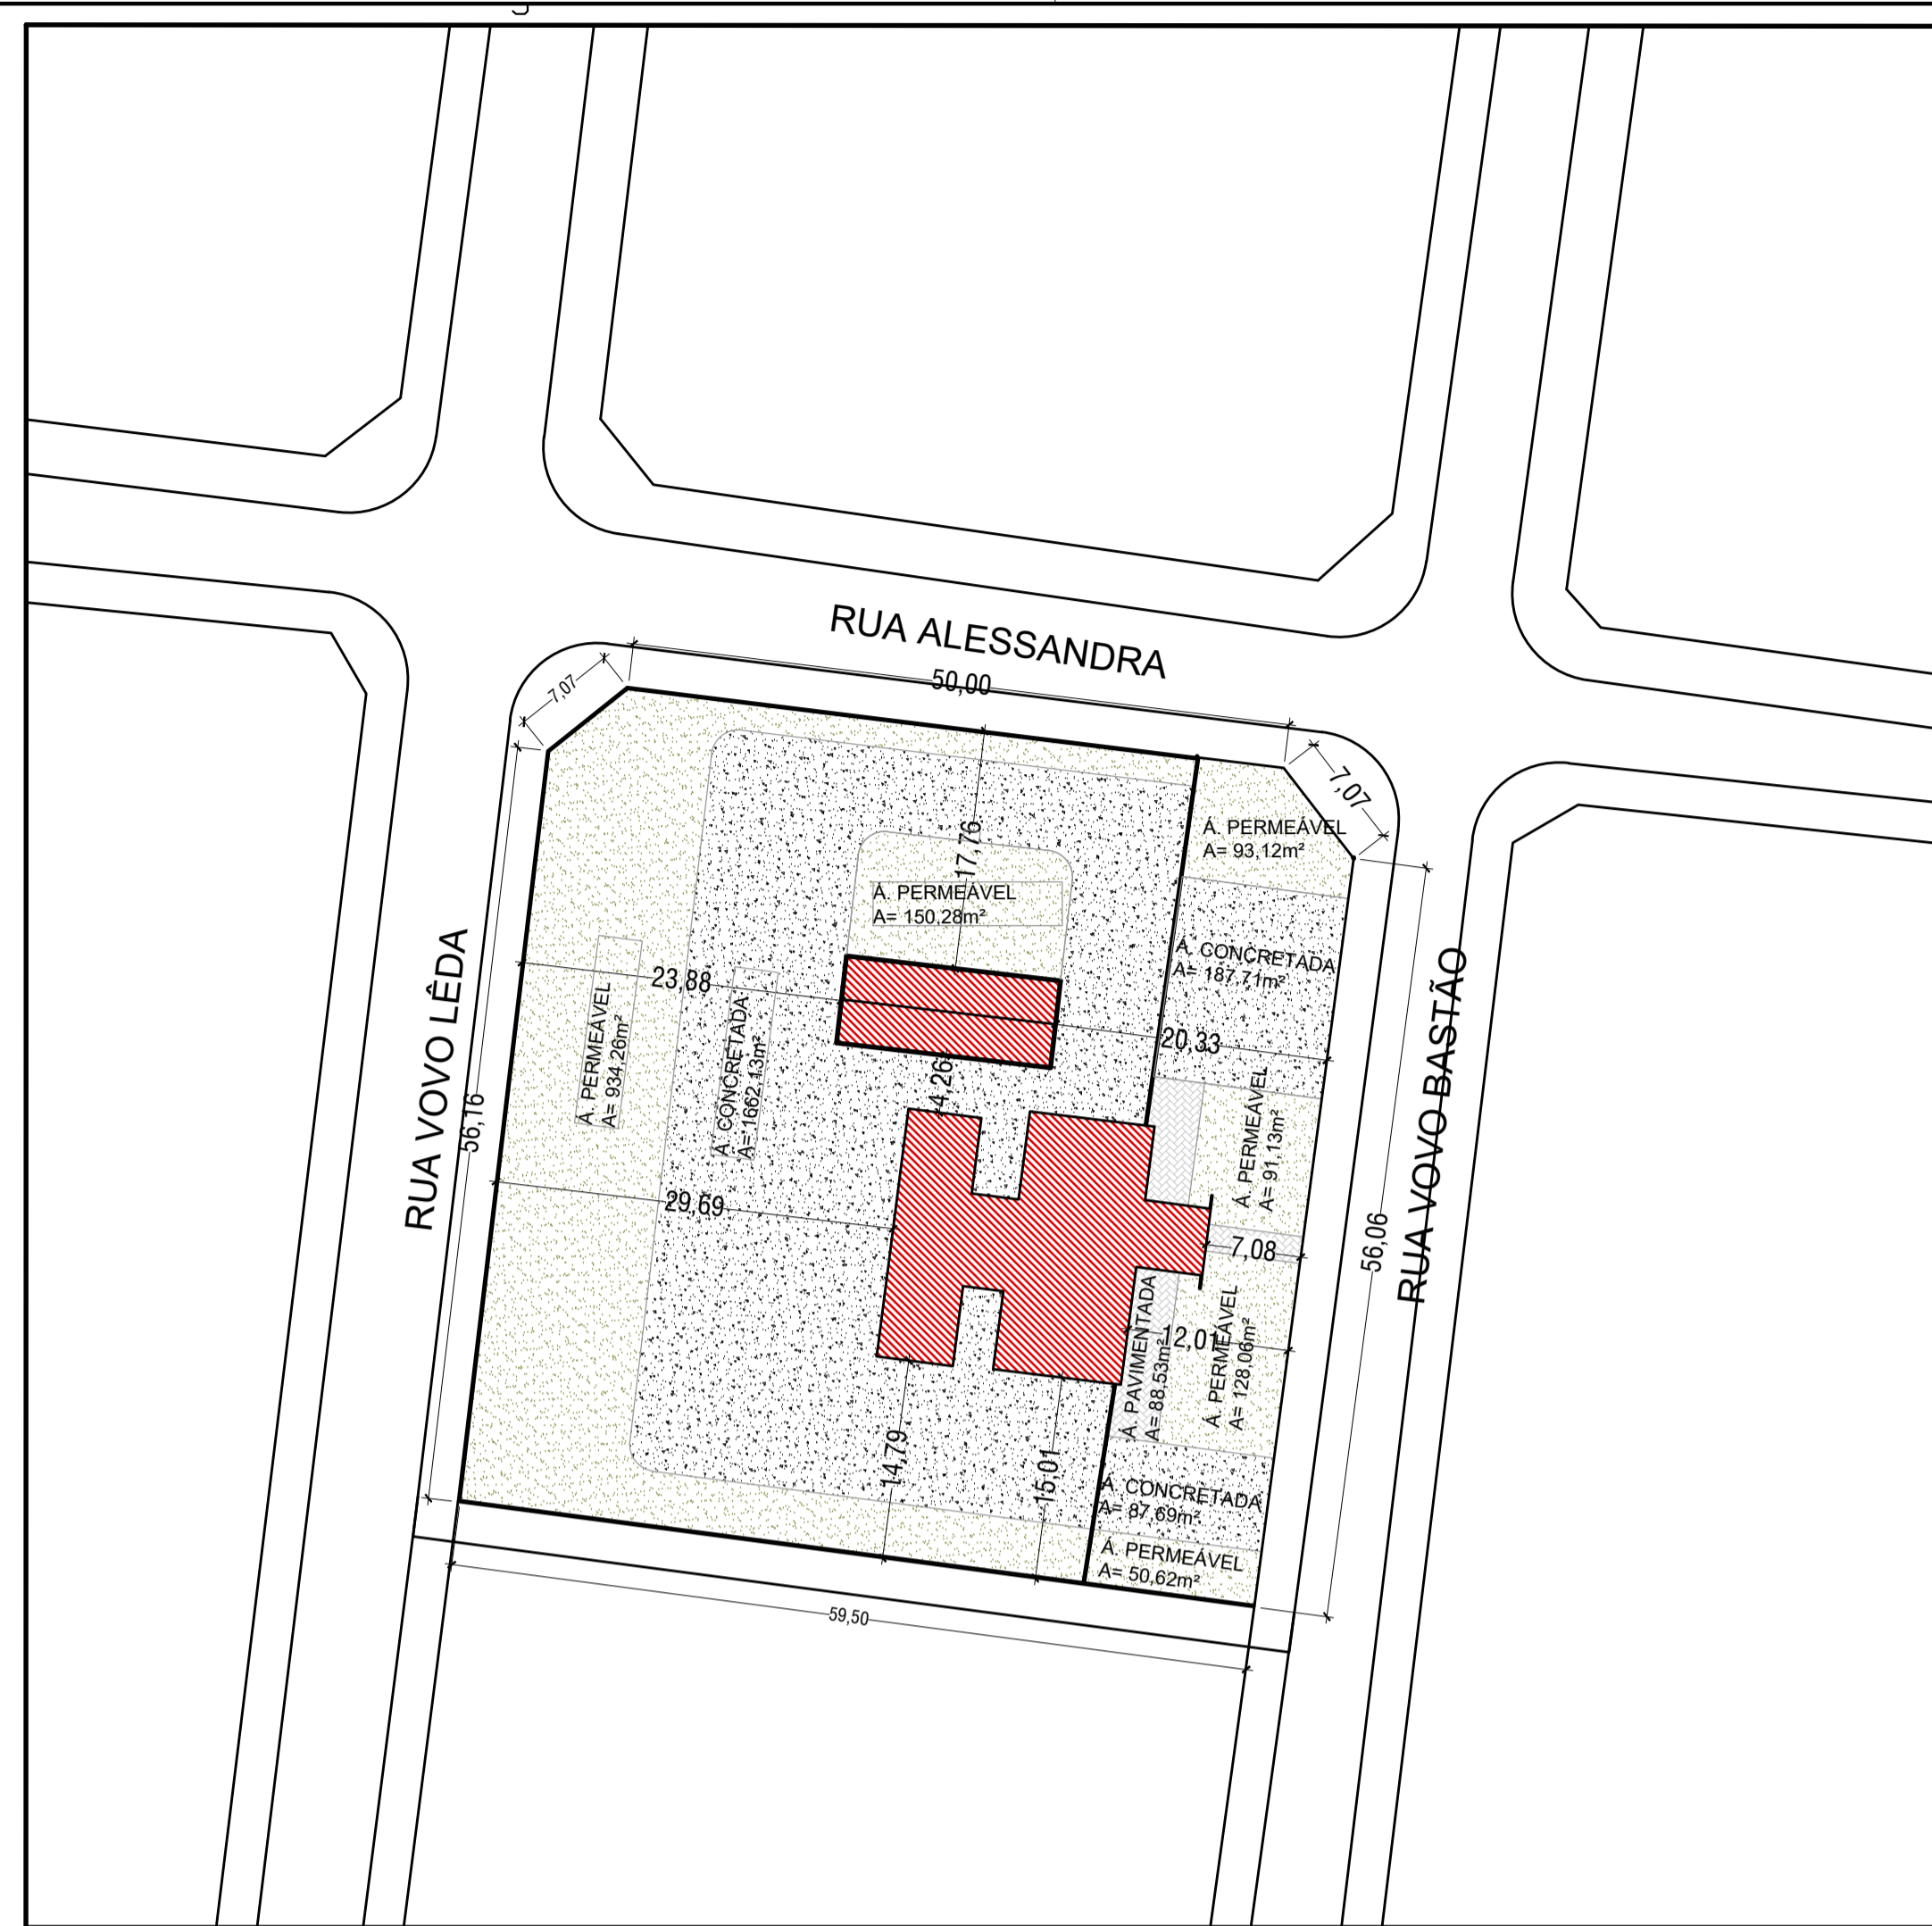 RUA ALESSANDRA
50,00
7,07
7,07
Á. PERMEÁVEL
A= 93,12m²
17,76
Á. PERMEÁVEL
A= 150,28m²
Á. CONCRETADA
A= 187,71m²
RUA VOVO LÊDA
56,16
23,88
Á. PERMEÁVEL
A= 934,26m²
Á. CONCRETADA
A= 1662,13m²
20,33
4,26
Á. PERMEÁVEL
A= 91,13m²
RUA VOVO BASTÃO
56,06
29,69
7,08
12,01
Á. PAVIMENTADA
A= 88,53m²
Á. PERMEÁVEL
A= 128,06m²
14,79
15,01
Á. CONCRETADA
A= 87,69m²
Á. PERMEÁVEL
A= 50,62m²
59,50